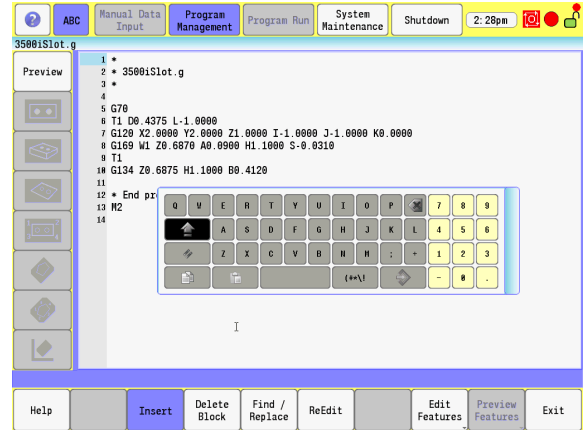 ?
ABC
Manual Data
Input
Program
Management
Program Run
System
Maintenance
Shutdown
2:28pm
3500iSlot.g
Preview
1 *
2 * 3500iSlot.g
3 *
4
5 G70
6 T1 D0.4375 L-1.0000
7 G120 X2.0000 Y2.0000 Z1.0000 I-1.0000 J-1.0000 K0.0000
8 G169 W1 Z0.6870 A0.0900 H1.1000 S-0.0310
9 T1
10 G134 Z0.6875 H1.1000 B0.4120
11
12 * End pr
13 M2
14
Q W E R T Y U I O P 7 8 9
A S D F G H J K L 4 5 6
Z X C V B N M ; + 1 2 3
(#*\! - 0 .
Help
Insert
Delete
Block
Find /
Replace
ReEdit
Edit
Features
Preview
Features
Exit